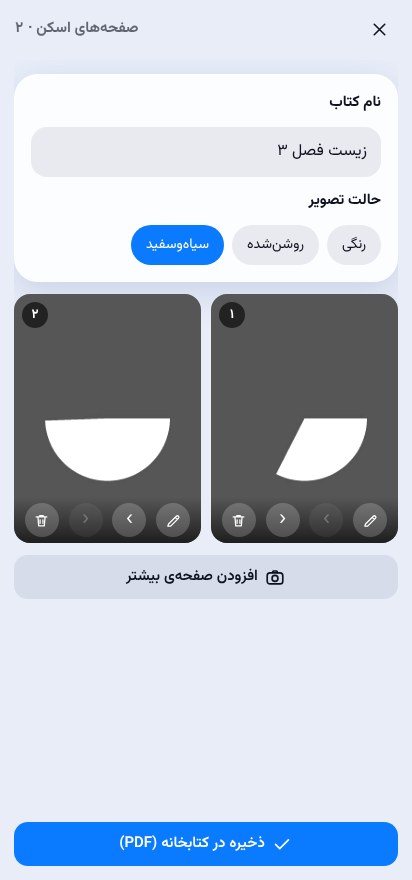 صفحه‌های اسکن · ۲
نام کتاب
زیست فصل ۳
حالت تصویر
رنگی
روشن‌شده
سیاه‌وسفید
۱
۲
افزودن صفحه‌ی بیشتر
ذخیره در کتابخانه (PDF)